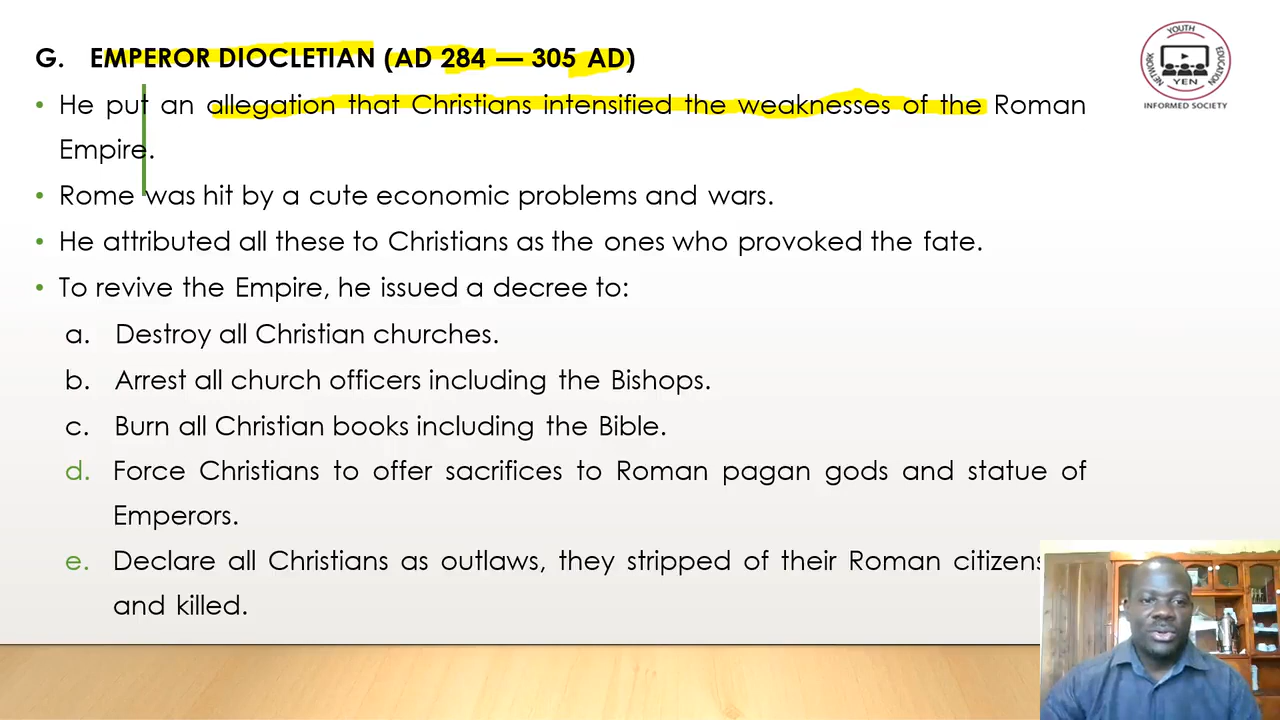 G. EMPEROR DIOCLETIAN (AD 284 — 305 AD)
• He put an allegation that Christians intensified the weaknesses of the Roman
Empire.
• Rome was hit by a cute economic problems and wars.
• He attributed all these to Christians as the ones who provoked the fate.
• To revive the Empire, he issued a decree to:
a. Destroy all Christian churches.
b. Arrest all church officers including the Bishops.
c. Burn all Christian books including the Bible.
d. Force Christians to offer sacrifices to Roman pagan gods and statue of
Emperors.
e. Declare all Christians as outlaws, they stripped of their Roman
and killed.
YOUTH
EDUCATION
NETWORK
YEN
INFORMED SOCIETY